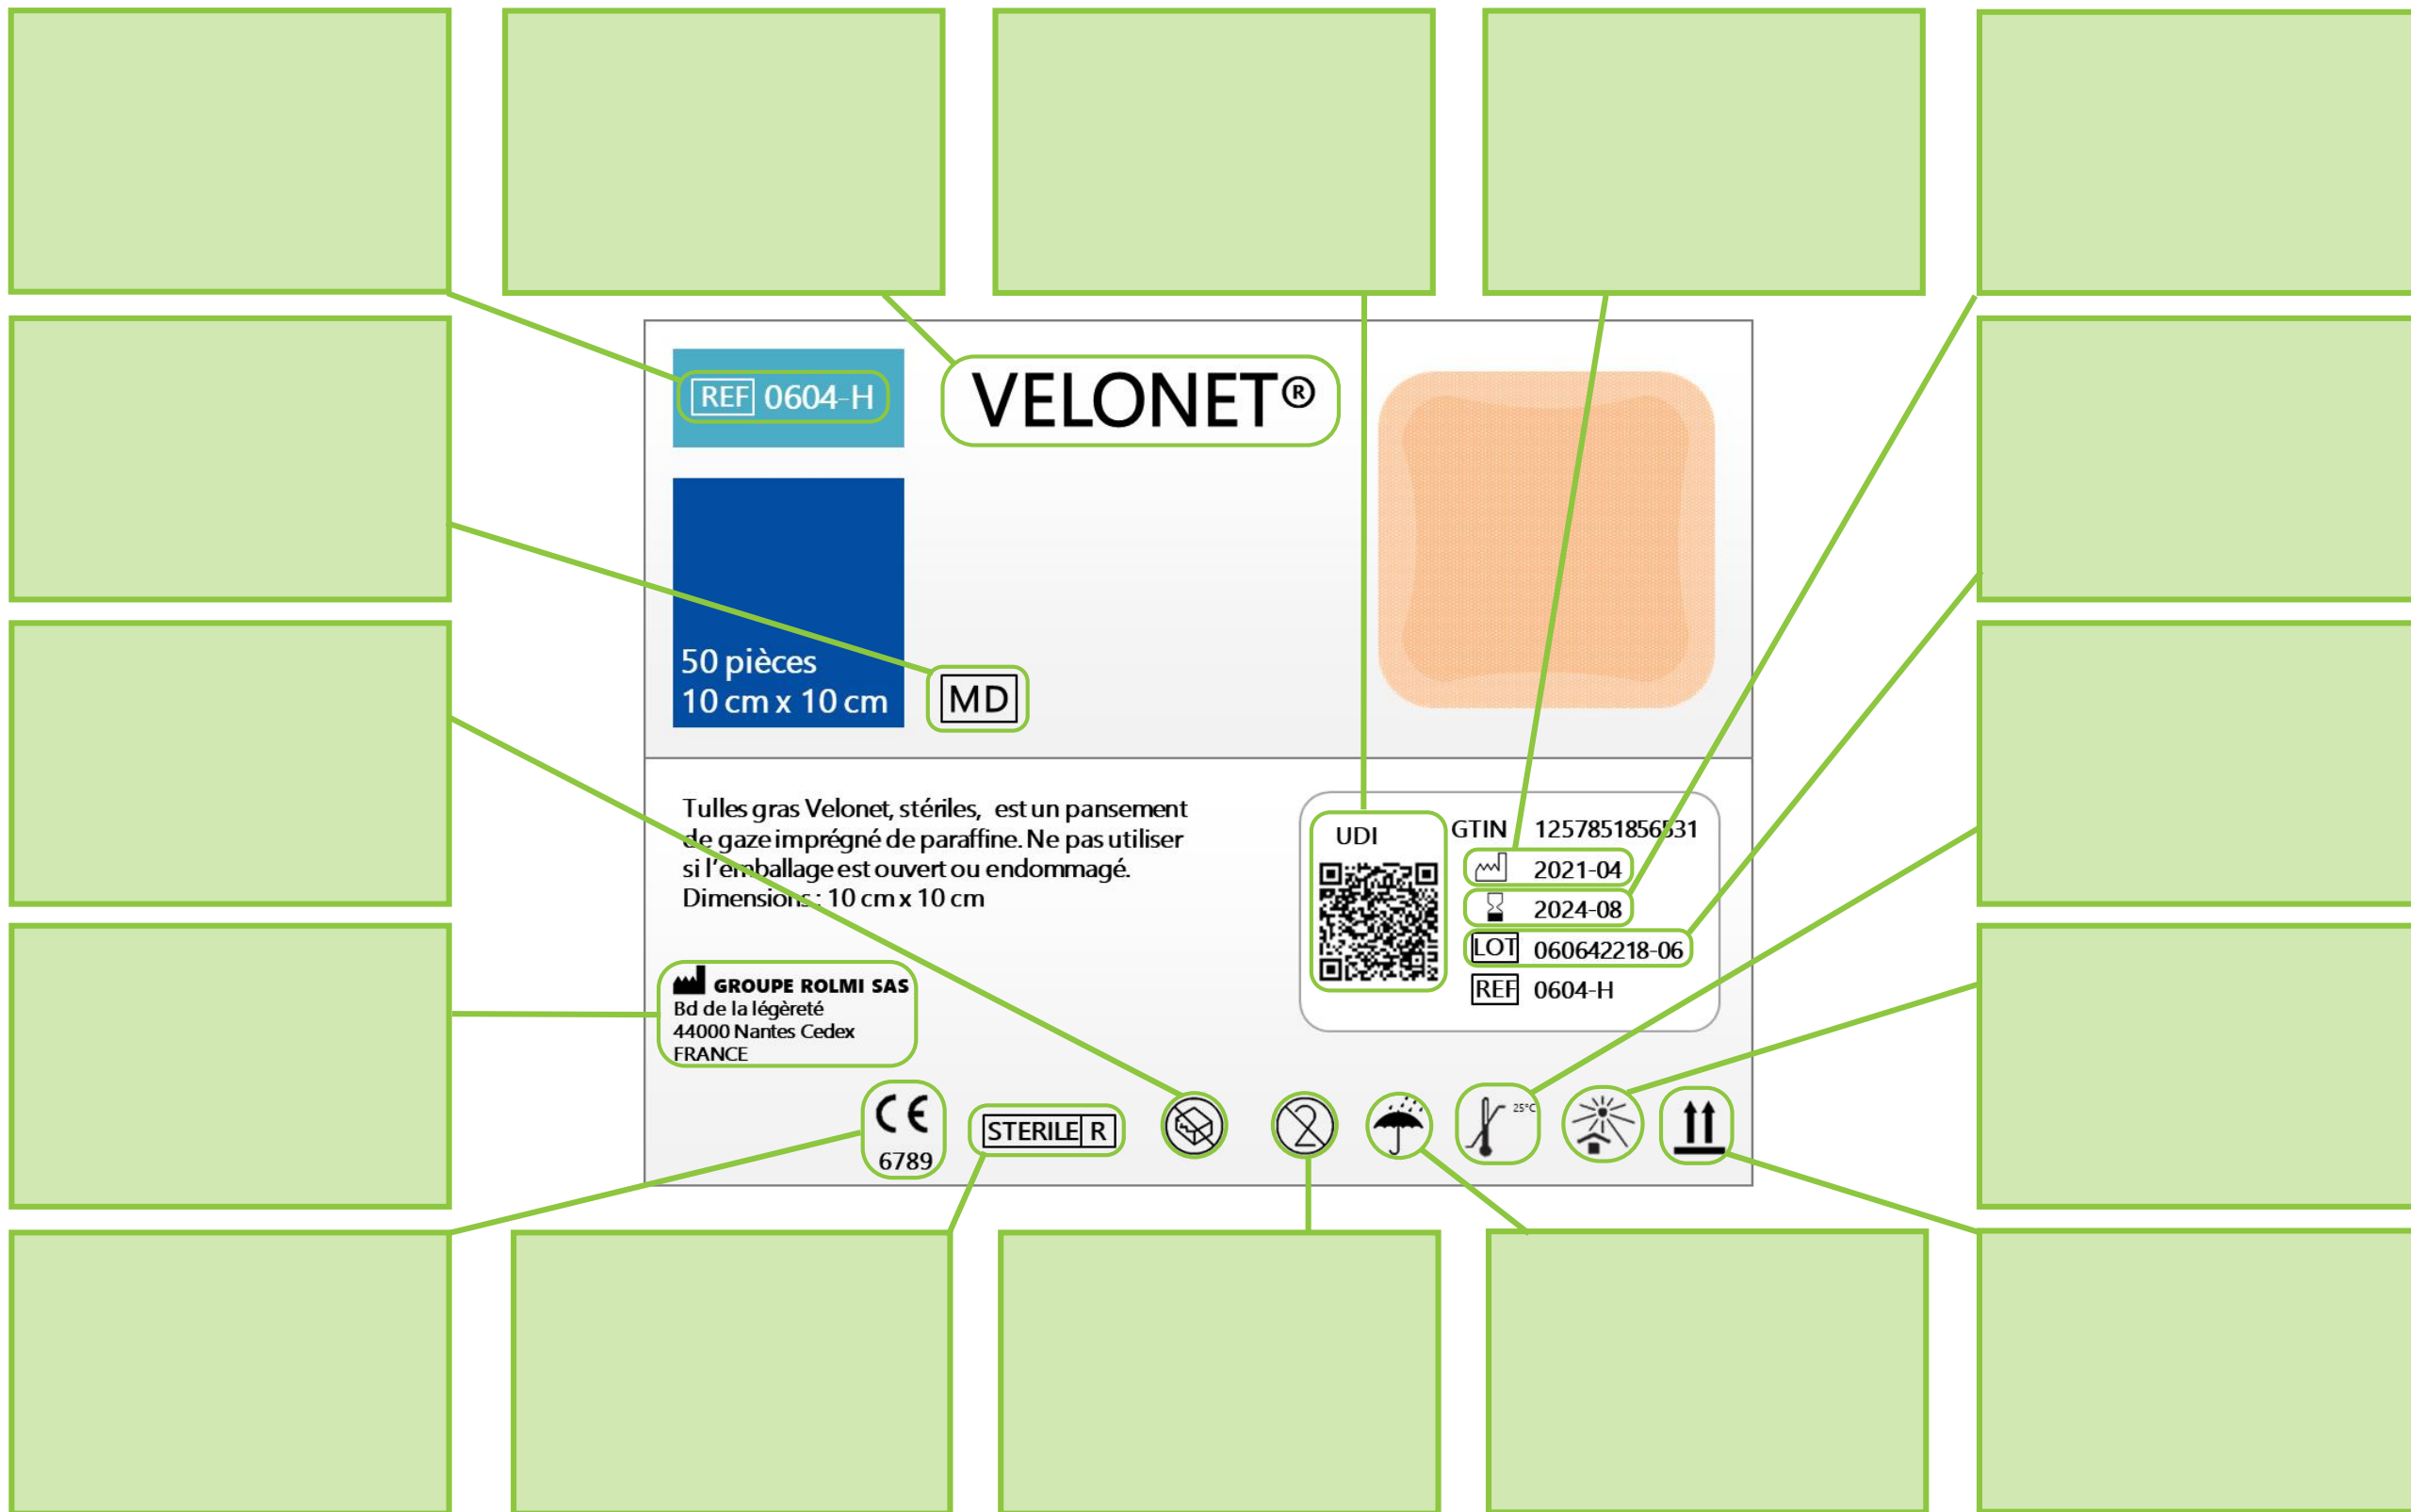 REF 0604-H
VELONET®
50 pièces
10 cm x 10 cm
MD
Tulles gras Velonet, stériles, est un pansement
de gaze imprégné de paraffine. Ne pas utiliser
si l'emballage est ouvert ou endommagé.
Dimensions : 10 cm x 10 cm
UDI
GTIN 1257851856531
2021-04
2024-08
LOT 060642218-06
REF 0604-H
GROUPE ROLMI SAS
Bd de la légèreté
44000 Nantes Cedex
FRANCE
CE
6789
STERILE R
2
25°C